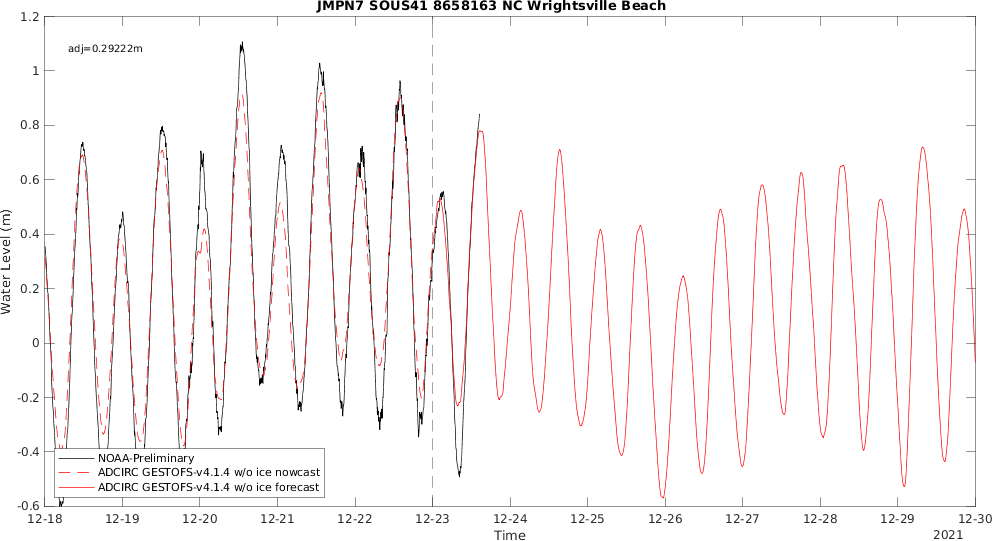 JMPN7 SOUS41 8658163 NC Wrightsville Beach
adj=0.29222m
Water Level (m)
1.2
1
0.8
0.6
0.4
0.2
0
-0.2
-0.4
-0.6
NOAA-Preliminary
ADCIRC GESTOFS-v4.1.4 w/o ice nowcast
ADCIRC GESTOFS-v4.1.4 w/o ice forecast
12-18 12-19 12-20 12-21 12-22 12-23 12-24 12-25 12-26 12-27 12-28 12-29 12-30
Time
2021